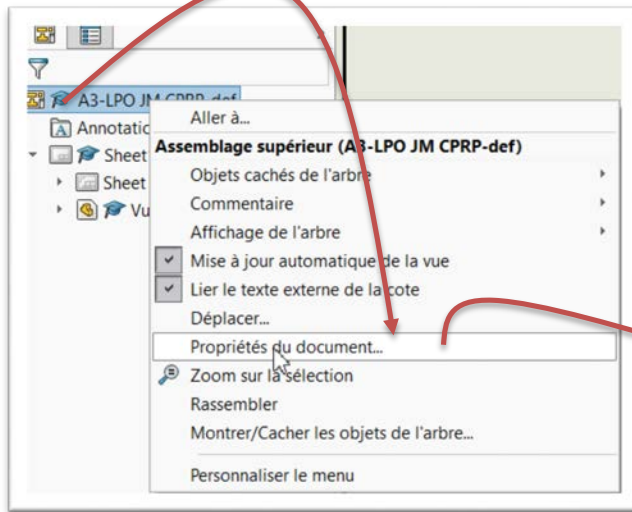 A3-LPO JM CPRP-def
Annotatic
Sheet
Sheet
Vu
Aller à...
Assemblage supérieur (A3-LPO JM CPRP-def)
Objets cachés de l'arbre
Commentaire
Affichage de l'arbre
Mise à jour automatique de la vue
Lier le texte externe de la cote
Déplacer...
Propriétés du document...
Zoom sur la sélection
Rassembler
Montrer/Cacher les objets de l'arbre...
Personnaliser le menu